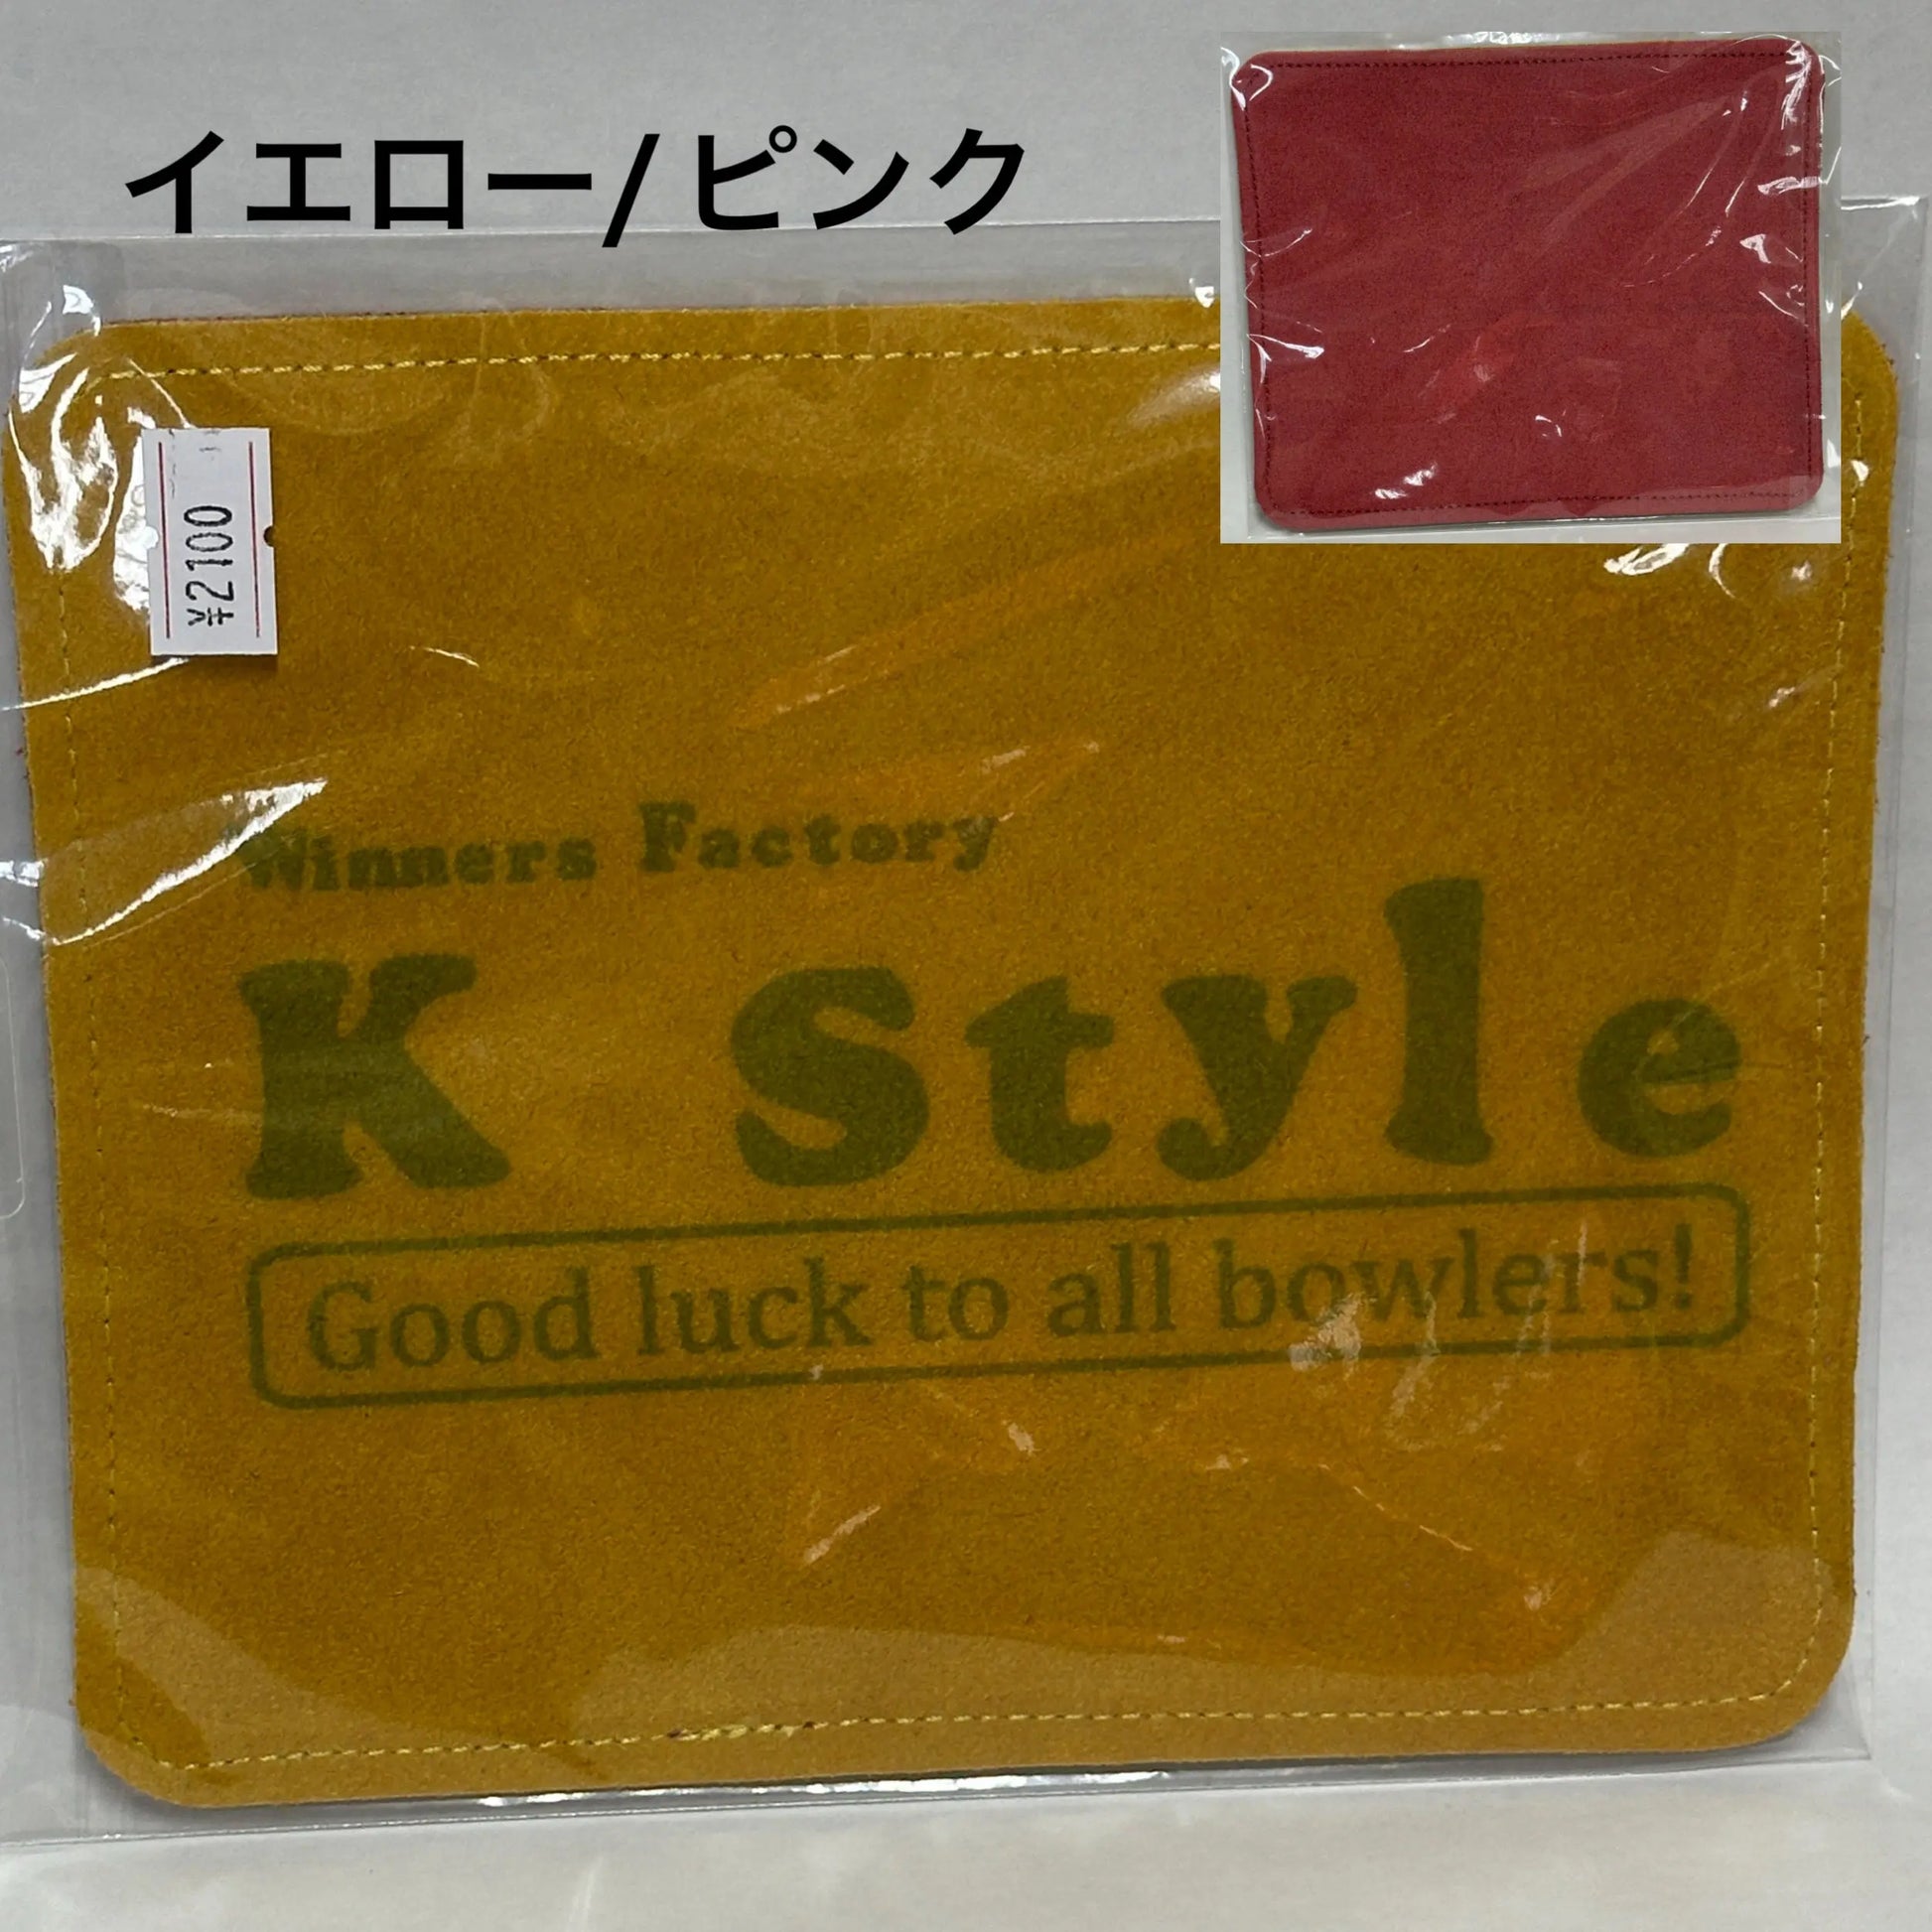 イエロー/ピンク
¥2100
Winners Factory
K Style
Good luck to all bowlers!